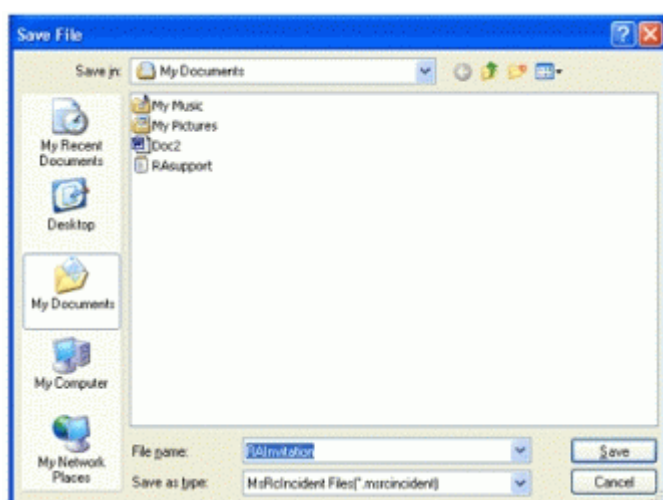 Save File
Save in: My Documents
My Recent
Documents
Desktop
My Documents
My Computer
My Network
Places
My Music
My Pictures
Doc2
RAsupport
File name: RAInvitation
Save as type: MsRcIncident Files(*.msrcincident)
Save
Cancel